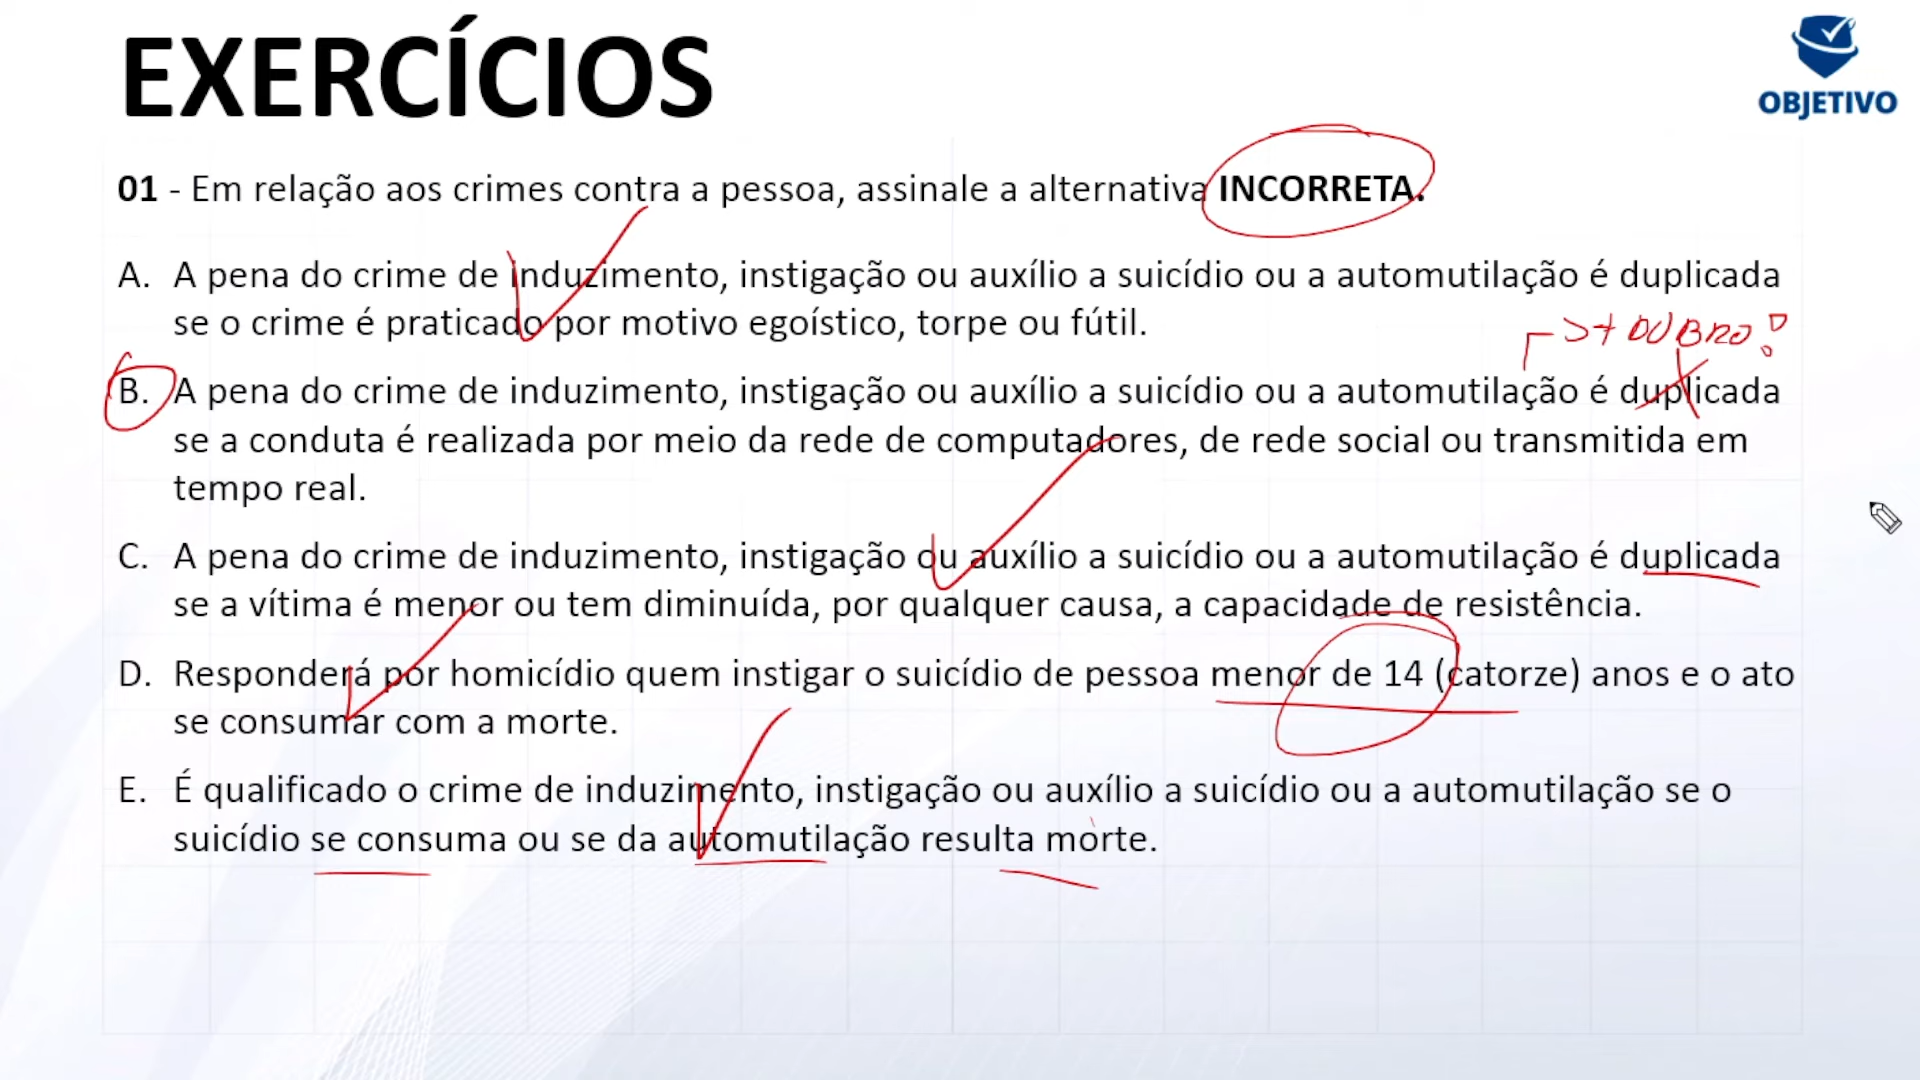 EXERCÍCIOS
OBJETIVO
01 - Em relação aos crimes contra a pessoa, assinale a alternativa INCORRETA.
A. A pena do crime de induzimento, instigação ou auxílio a suicídio ou a automutilação é duplicada
se o crime é praticado por motivo egoístico, torpe ou fútil.
B. A pena do crime de induzimento, instigação ou auxílio a suicídio ou a automutilação é duplicada
se a conduta é realizada por meio da rede de computadores, de rede social ou transmitida em
tempo real.
C. A pena do crime de induzimento, instigação ou auxílio a suicídio ou a automutilação é duplicada
se a vítima é menor ou tem diminuída, por qualquer causa, a capacidade de resistência.
D. Responderá por homicídio quem instigar o suicídio de pessoa menor de 14 (catorze) anos e o ato
se consumar com a morte.
E. É qualificado o crime de induzimento, instigação ou auxílio a suicídio ou a automutilação se o
suicídio se consuma ou se da automutilação resulta morte.